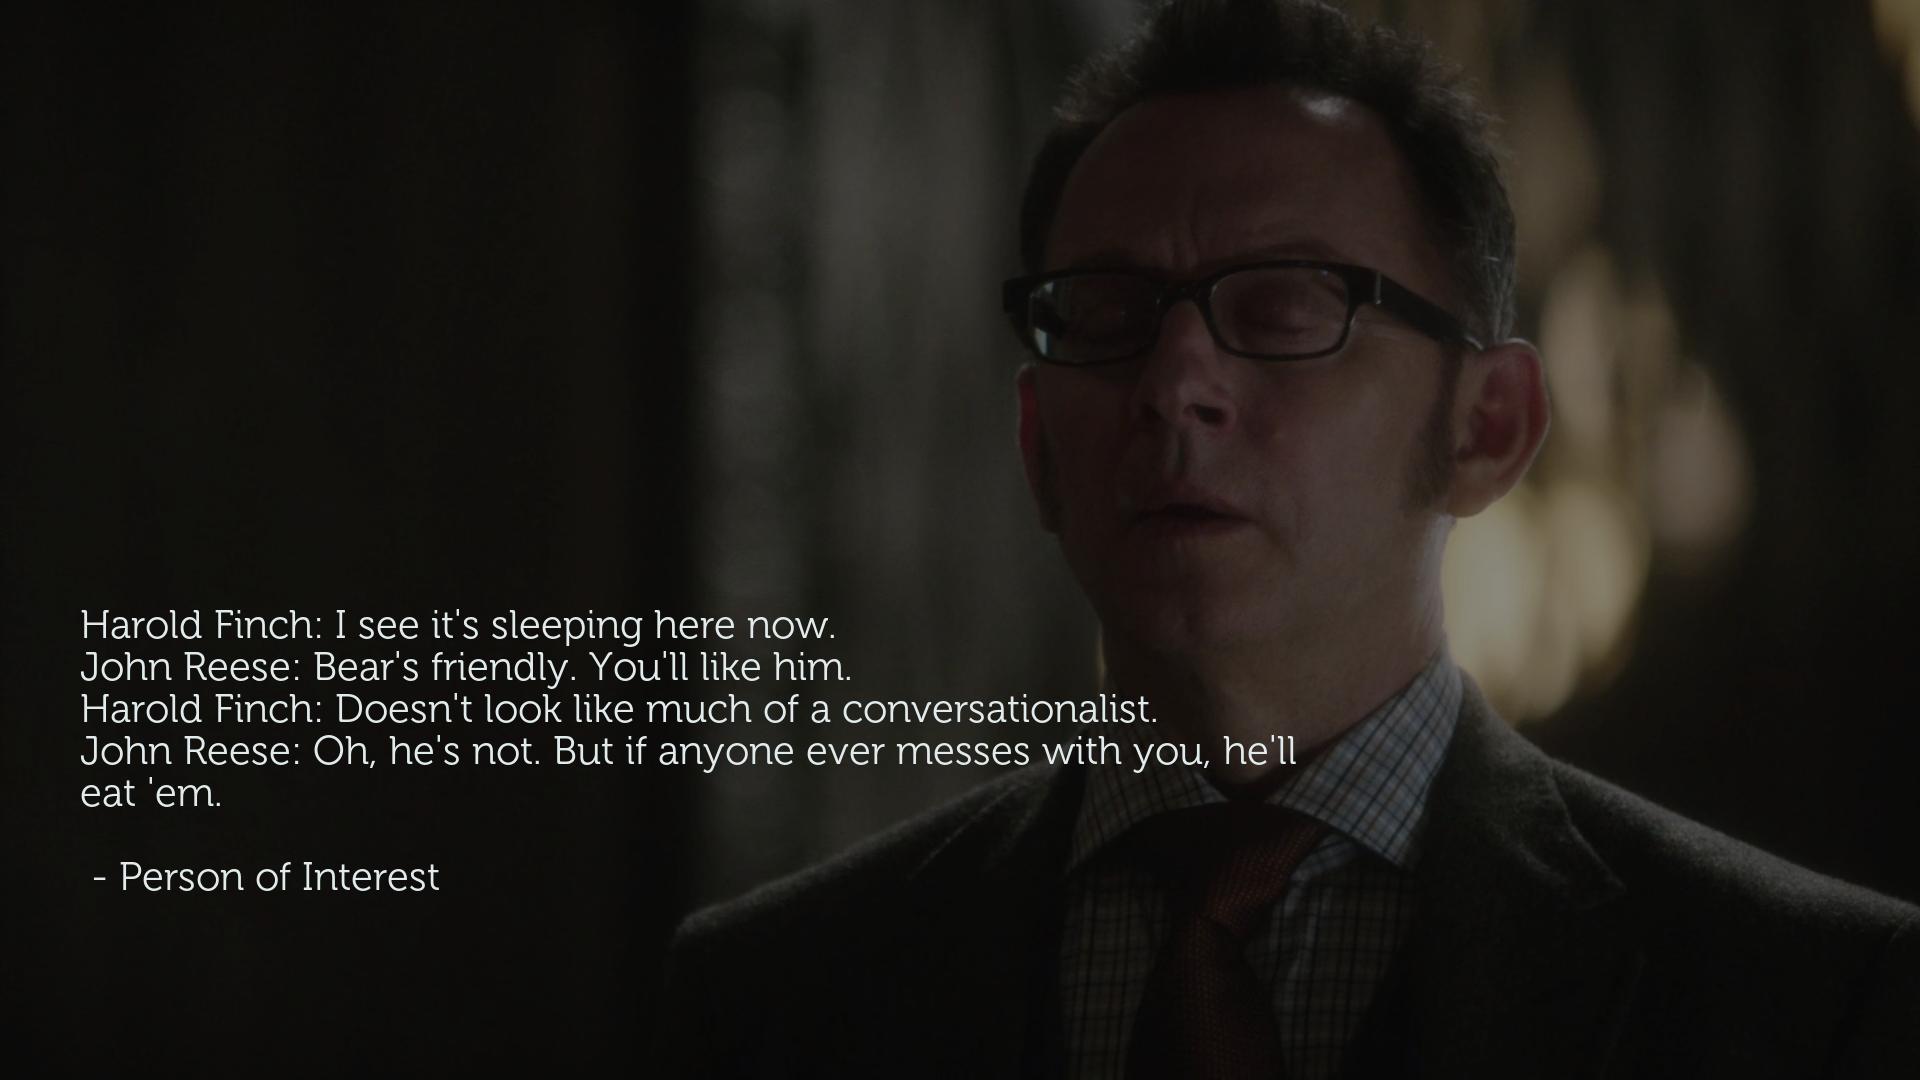 Harold Finch: I see it's sleeping here now.
John Reese: Bear's friendly. You'll like him.
Harold Finch: Doesn't look like much of a conversationalist.
John Reese: Oh, he's not. But if anyone ever messes with you, he'll
eat 'em.
- Person of Interest